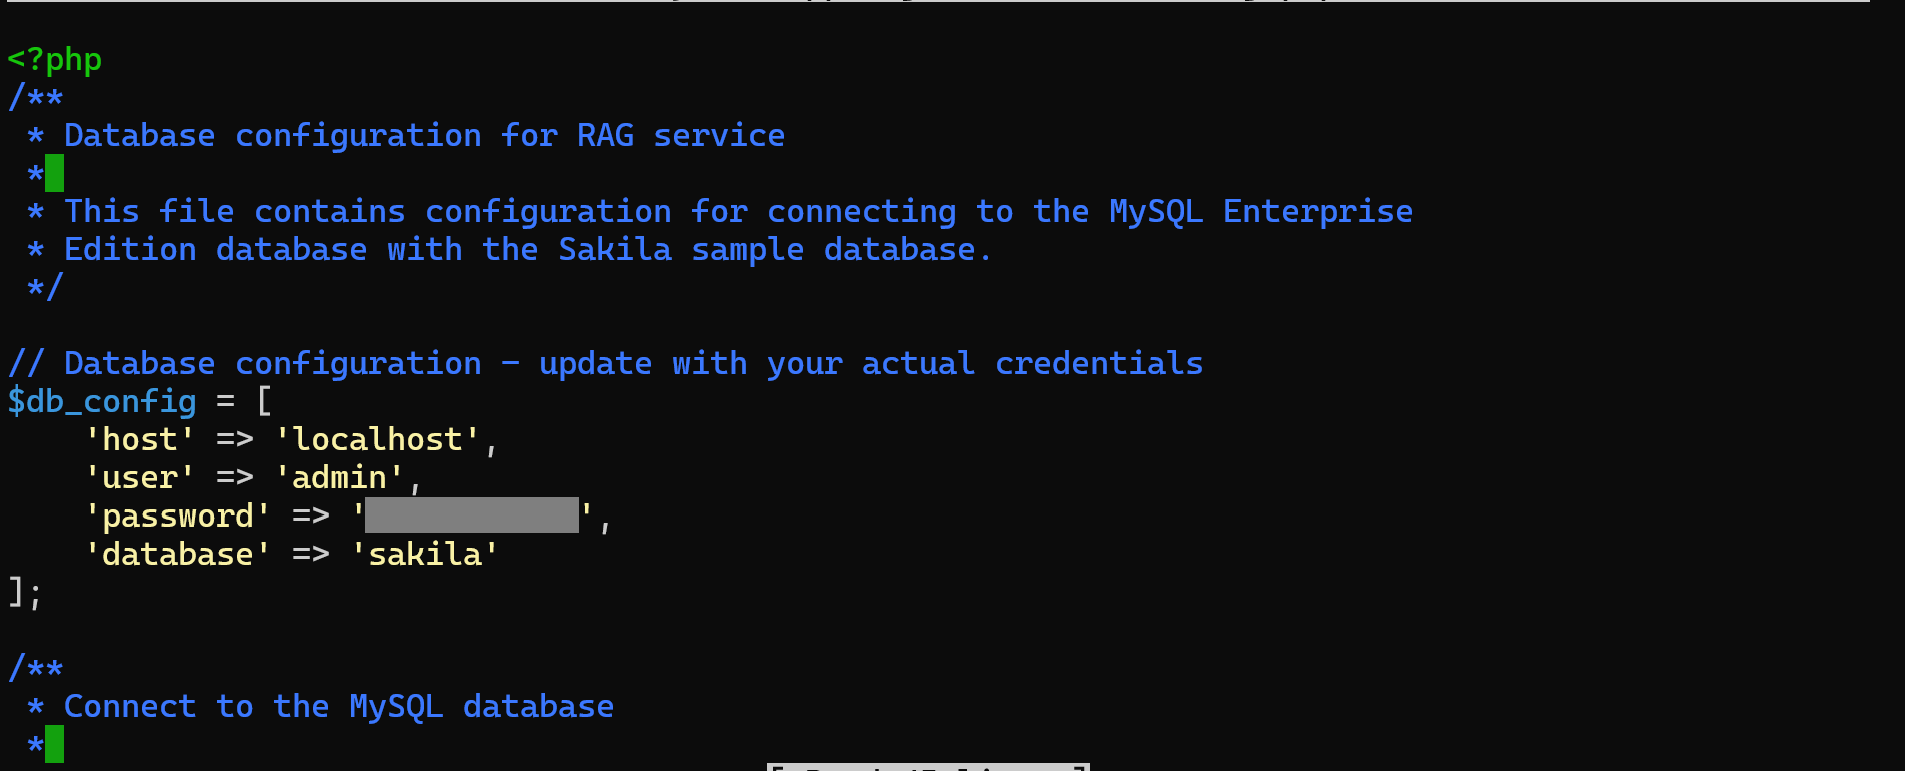 <?php
/**
 * Database configuration for RAG service
 *
 * This file contains configuration for connecting to the MySQL Enterprise
 * Edition database with the Sakila sample database.
 */

// Database configuration - update with your actual credentials
$db_config = [
    'host' => 'localhost',
    'user' => 'admin',
    'password' => '',
    'database' => 'sakila'
];

/**
 * Connect to the MySQL database
 *